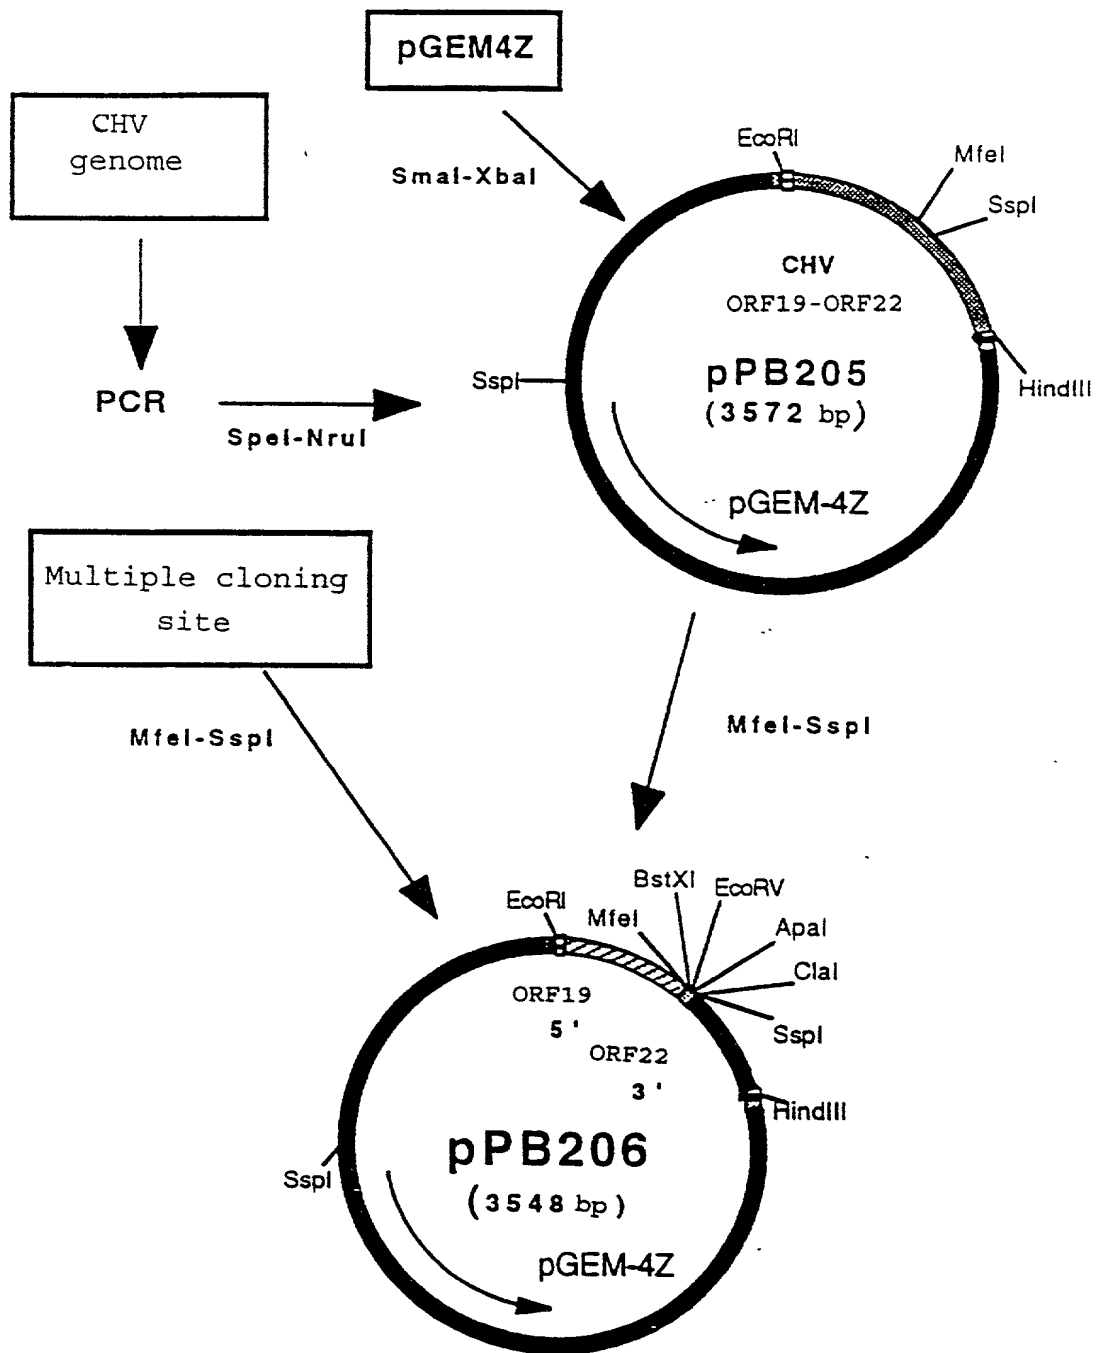 pGEM4Z
CHV
genome
SmaI-XbaI
EcoRI
MfeI
SspI
CHV
ORF19-ORF22
pPB205
(3572 bp)
SspI
HindIII
PCR
SpeI-NruI
pGEM-4Z
Multiple cloning
site
MfeI-SspI
MfeI-SspI
EcoRI
MfeI
BstXI
EcoRV
ApaI
ClaI
SspI
ORF19
5'
ORF22
3'
HindIII
pPB206
(3548 bp)
SspI
pGEM-4Z